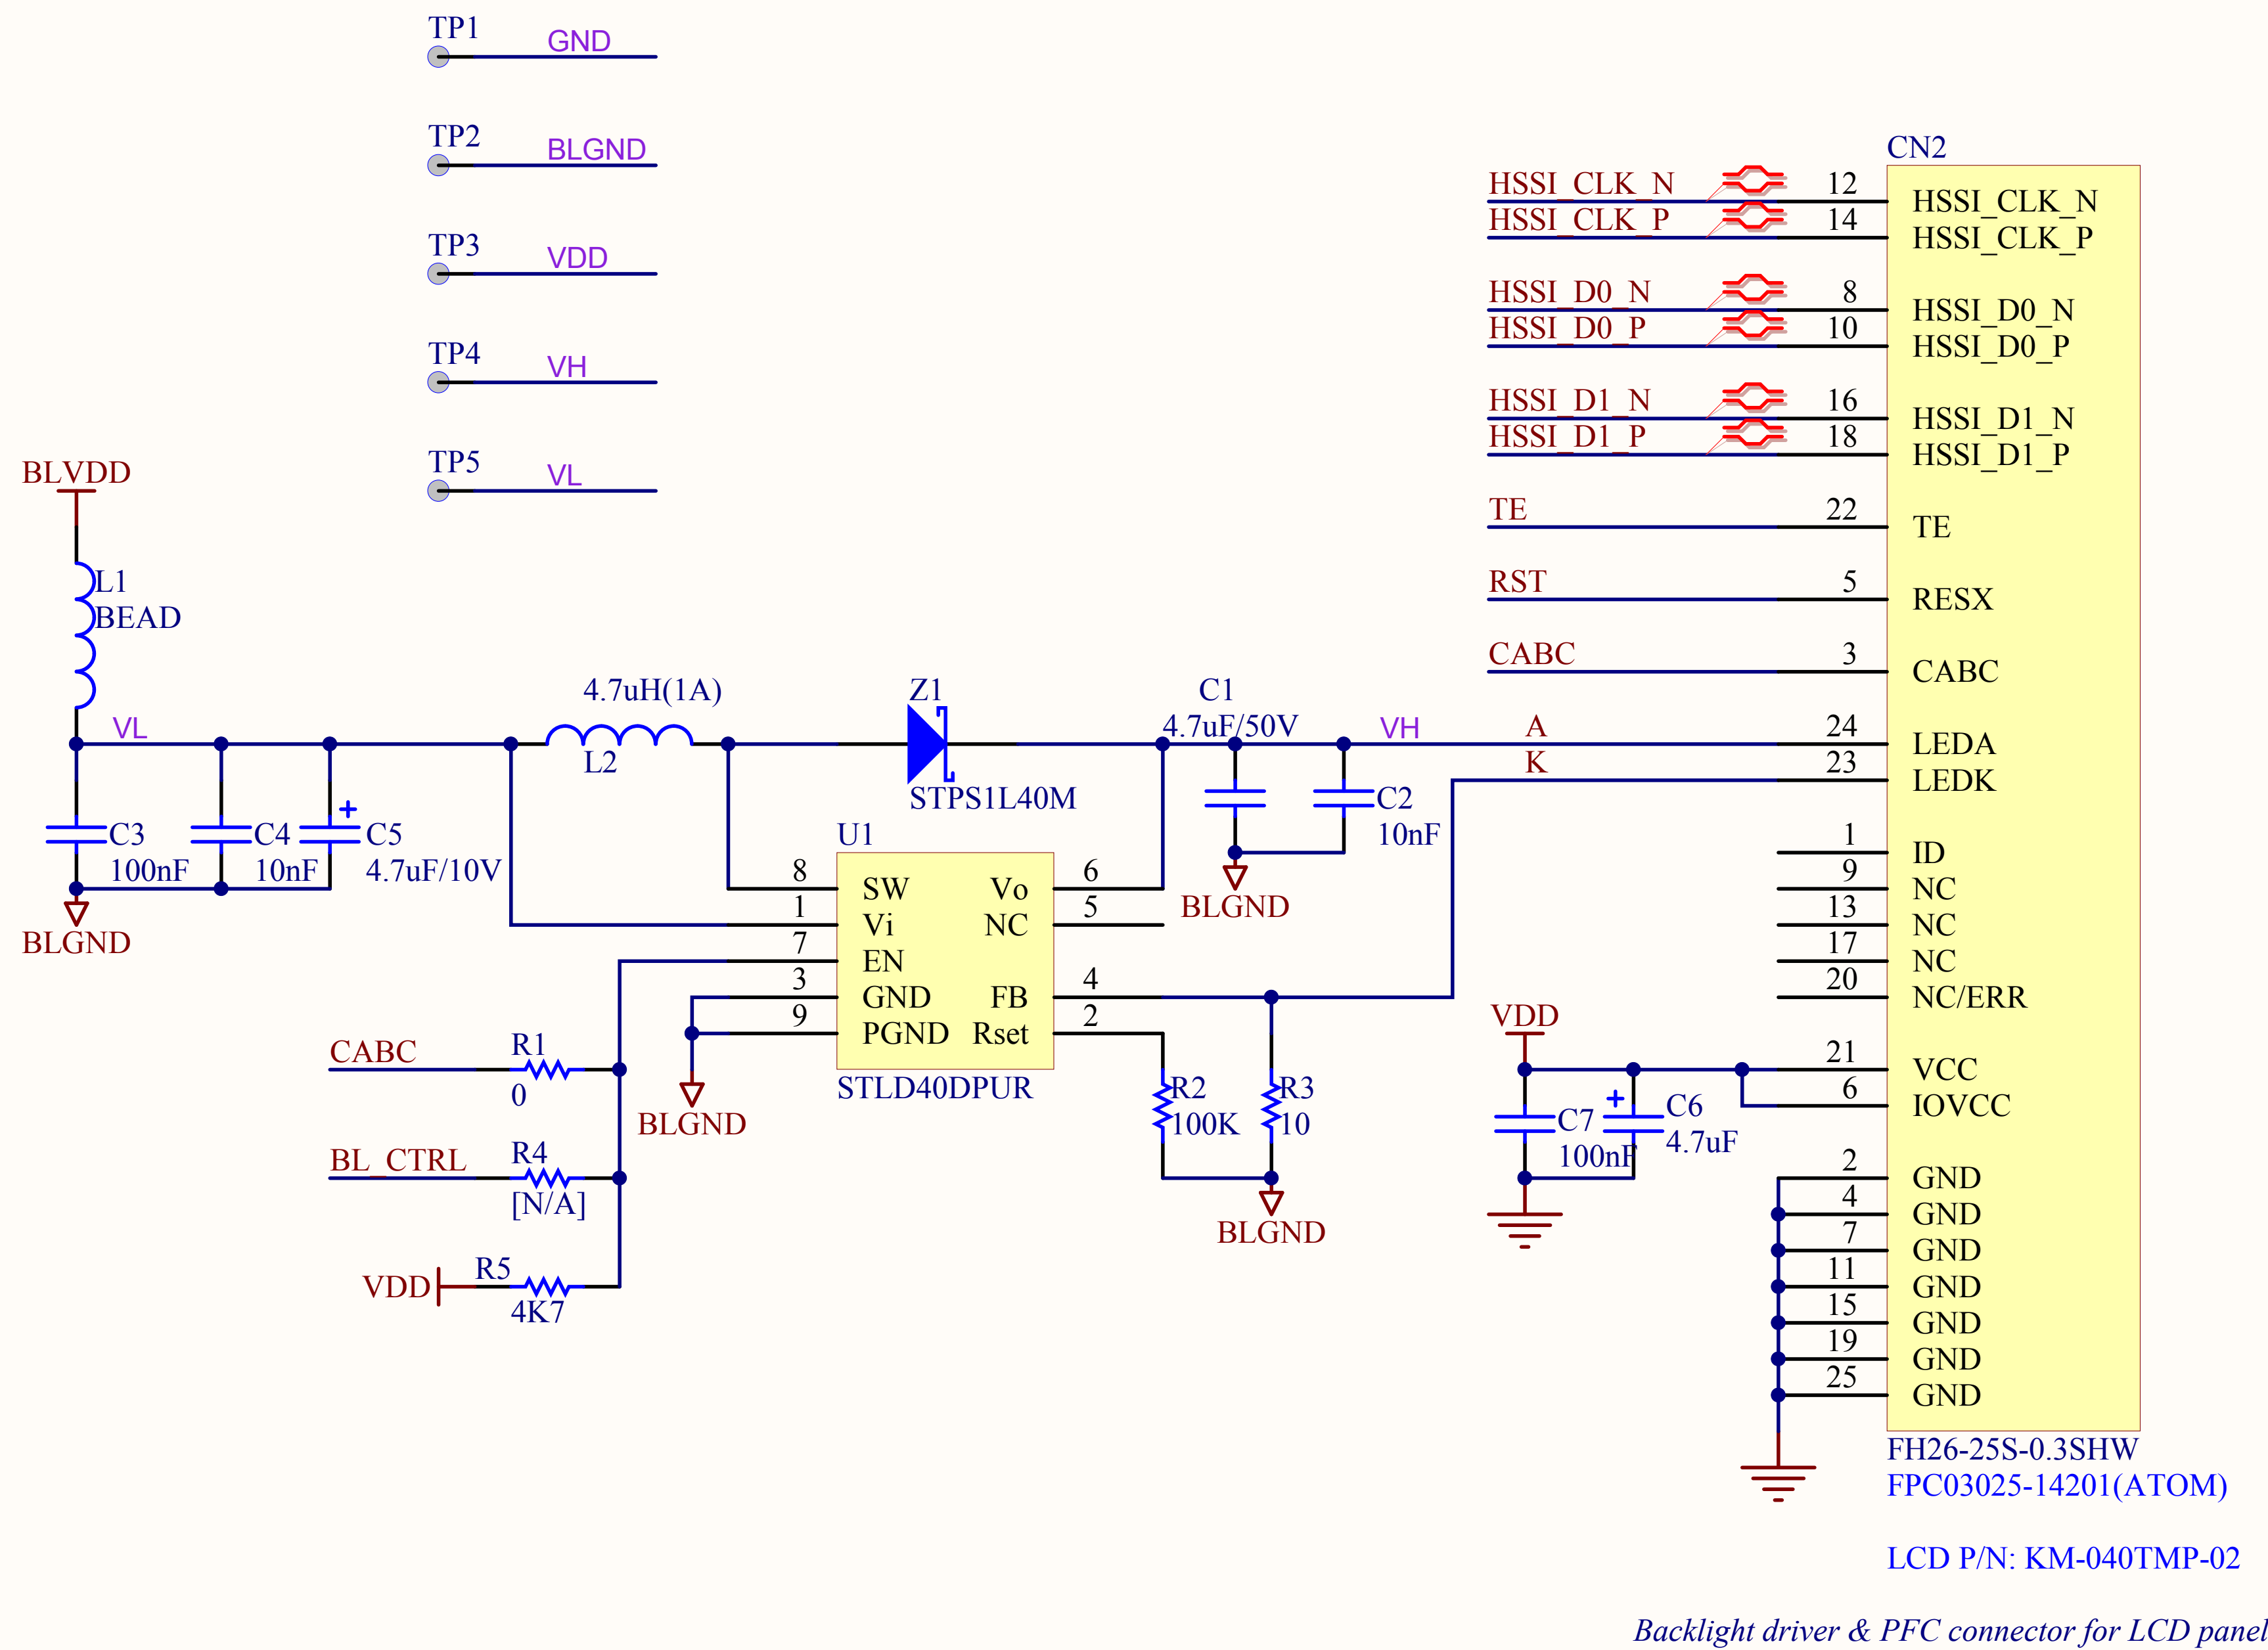 TP1
GND
TP2
BLGND
TP3
VDD
TP4
VH
TP5
VL
BLVDD
L1
BEAD
VL
4.7uH(1A)
L2
Z1
STPS1L40M
C1
4.7uF/50V
VH
A
K
C3
100nF
C4
10nF
C5
4.7uF/10V
+
BLGND
C2
10nF
BLGND
U1
8 SW Vo 6
1 Vi NC 5
7 EN
3 GND FB 4
9 PGND Rset 2
STLD40DPUR
BLGND
CABC
R1
0
BL_CTRL
R4
[N/A]
VDD
R5
4K7
R2
100K
R3
10
BLGND
CN2
HSSI_CLK_N 12 HSSI_CLK_N
HSSI_CLK_P 14 HSSI_CLK_P
HSSI_D0_N 8 HSSI_D0_N
HSSI_D0_P 10 HSSI_D0_P
HSSI_D1_N 16 HSSI_D1_N
HSSI_D1_P 18 HSSI_D1_P
TE 22 TE
RST 5 RESX
CABC 3 CABC
24 LEDA
23 LEDK
1 ID
9 NC
13 NC
17 NC
20 NC/ERR
VDD
21 VCC
6 IOVCC
C7
100nF
+
C6
4.7uF
2 GND
4 GND
7 GND
11 GND
15 GND
19 GND
25 GND
FH26-25S-0.3SHW
FPC03025-14201(ATOM)
LCD P/N: KM-040TMP-02
Backlight driver & PFC connector for LCD panel